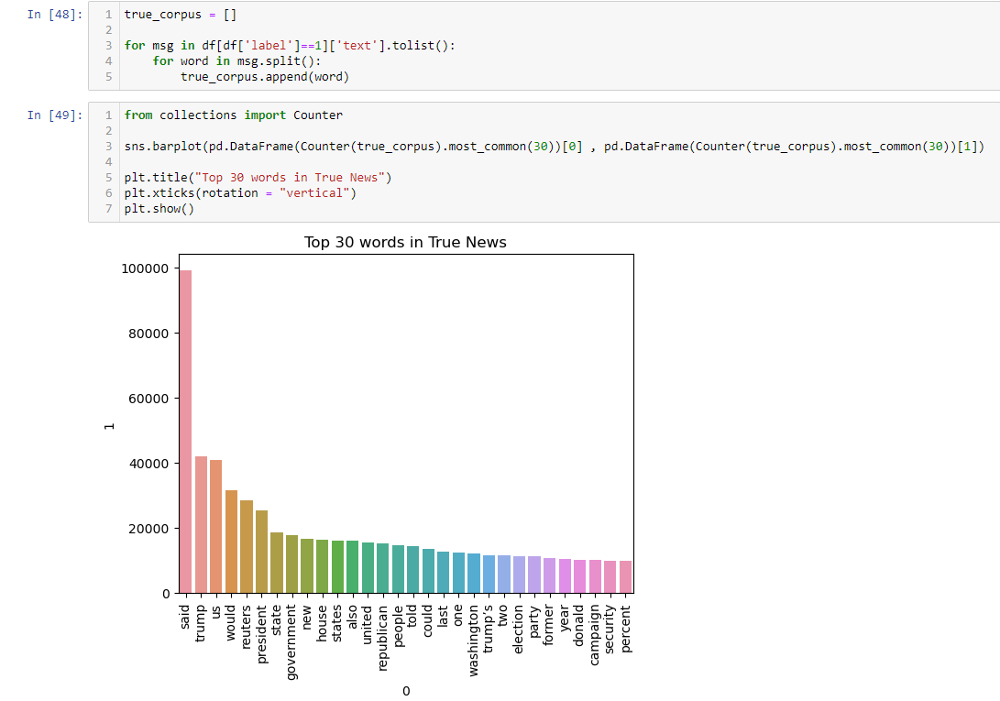 In [48]:
1 true_corpus = []
2
3 for msg in df[df['label']==1]['text'].tolist():
4     for word in msg.split():
5         true_corpus.append(word)
In [49]:
1 from collections import Counter
2
3 sns.barplot(pd.DataFrame(Counter(true_corpus).most_common(30))[0] , pd.DataFrame(Counter(true_corpus).most_common(30))[1])
4
5 plt.title("Top 30 words in True News")
6 plt.xticks(rotation = "vertical")
7 plt.show()
Top 30 words in True News
100000
80000
60000
40000
20000
0
1
said
trump
us
would
reuters
president
state
government
new
house
states
also
united
republican
people
told
could
last
one
washington
trump's
two
election
party
former
year
donald
campaign
security
percent
0